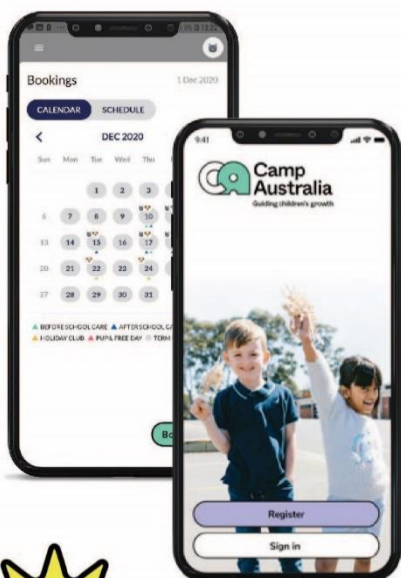 Bookings
1 Dec 2020
CALENDAR SCHEDULE
< DEC 2020
Sun Mon Tue Wed Thu
1 2 3
6 7 8 9 10
13 14 15 16 17
20 21 22 23 24
27 28 29 30 31
BEFORE SCHOOL CARE AFTER SCHOOL
HOLIDAY CLUB PUPIL FREE DAY TERM
9:41
Camp
Australia
Guiding children's growth
Register
Sign in